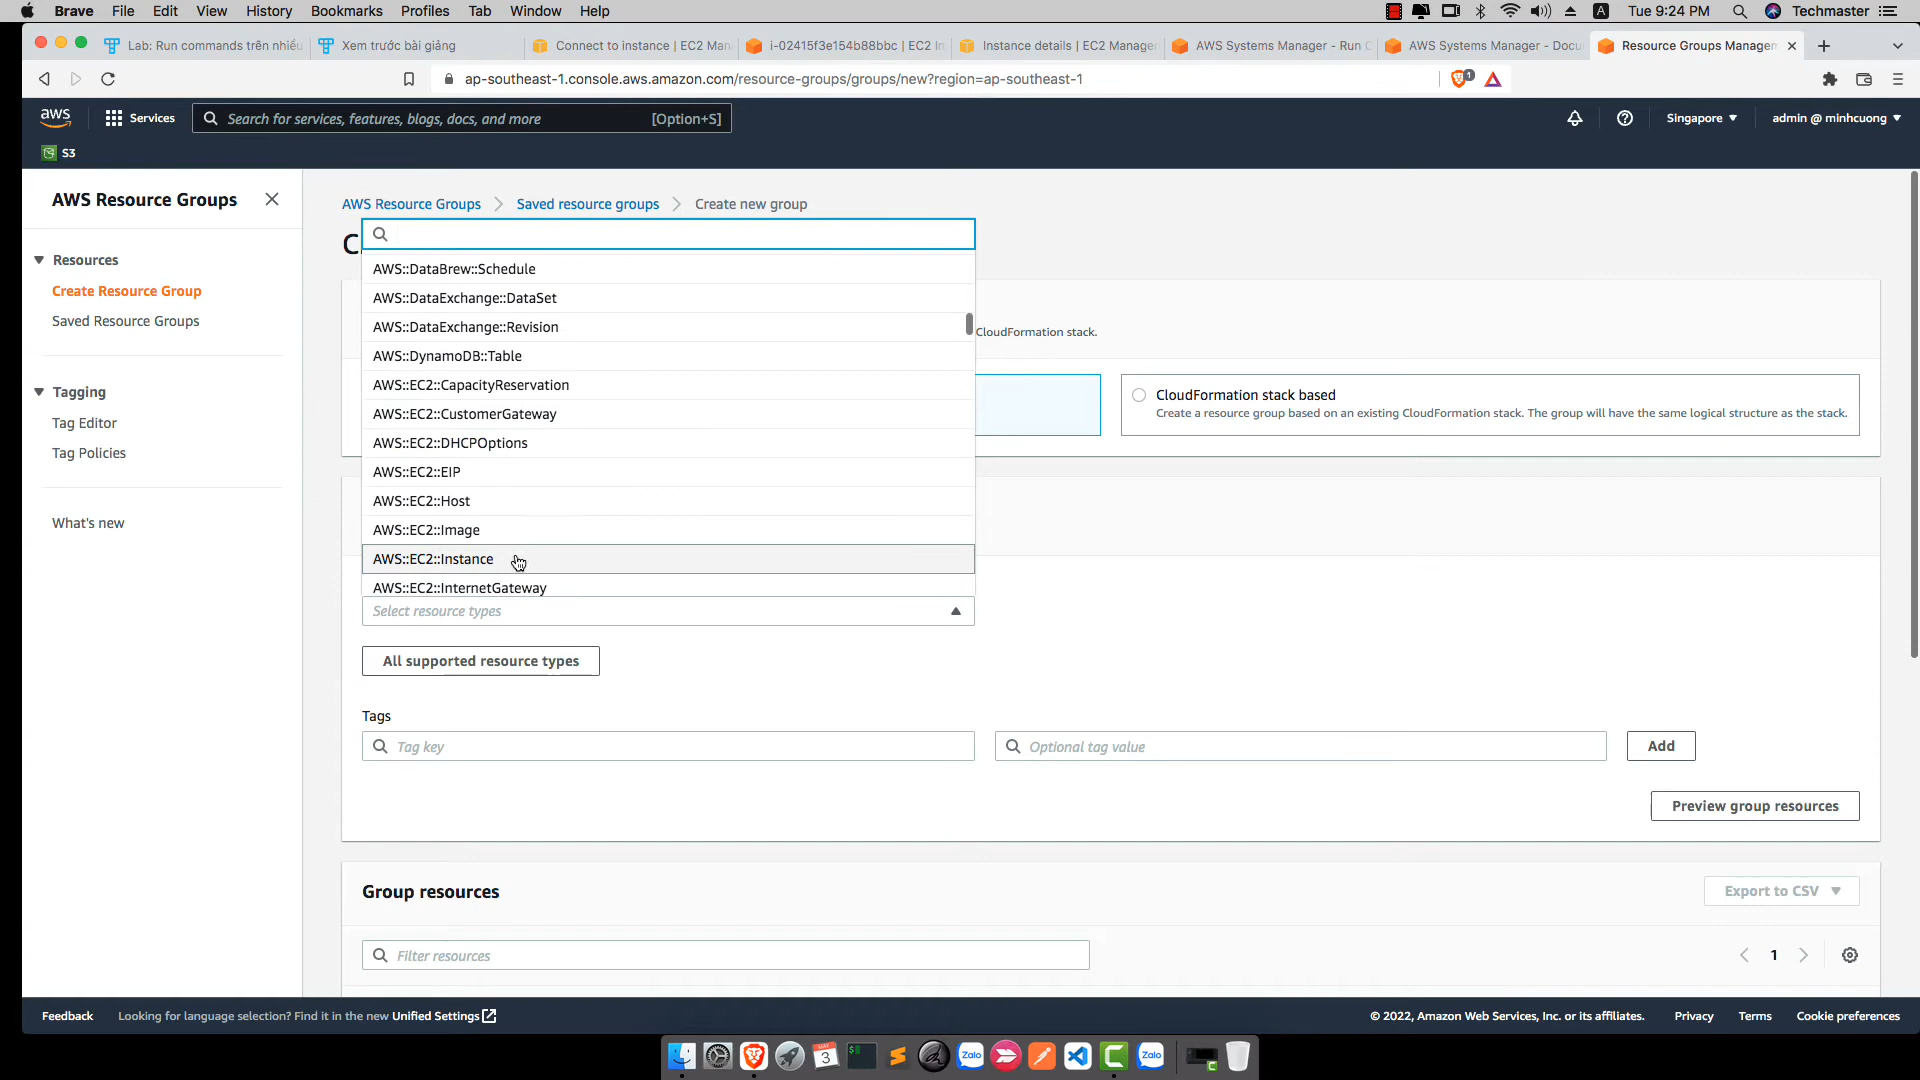 Brave File Edit View History Bookmarks Profiles Tab Window Help
A Tue 9:24 PM Techmaster
Lab: Run commands trên nhiều
Xem trước bài giảng
Connect to instance | EC2 Man
i-02415f3e154b88bbc | EC2 In
Instance details | EC2 Manage
AWS Systems Manager - Run C
AWS Systems Manager - Docu
Resource Groups Managem
ap-southeast-1.console.aws.amazon.com/resource-groups/groups/new?region=ap-southeast-1
1
aws
Services
Search for services, features, blogs, docs, and more [Option+S]
Singapore
admin @ minhcuong
S3
AWS Resource Groups
Resources
Create Resource Group
Saved Resource Groups
Tagging
Tag Editor
Tag Policies
What's new
AWS Resource Groups Saved resource groups Create new group
C
AWS::DataBrew::Schedule
AWS::DataExchange::DataSet
AWS::DataExchange::Revision
AWS::DynamoDB::Table
AWS::EC2::CapacityReservation
AWS::EC2::CustomerGateway
AWS::EC2::DHCPOptions
AWS::EC2::EIP
AWS::EC2::Host
AWS::EC2::Image
AWS::EC2::Instance
AWS::EC2::InternetGateway
CloudFormation stack.
CloudFormation stack based
Create a resource group based on an existing CloudFormation stack. The group will have the same logical structure as the stack.
Select resource types
All supported resource types
Tags
Tag key
Optional tag value
Add
Preview group resources
Group resources
Export to CSV
Filter resources
1
Feedback
Looking for language selection? Find it in the new Unified Settings
© 2022, Amazon Web Services, Inc. or its affiliates.
Privacy Terms Cookie preferences
MAY
3
$
Zalo
Zalo